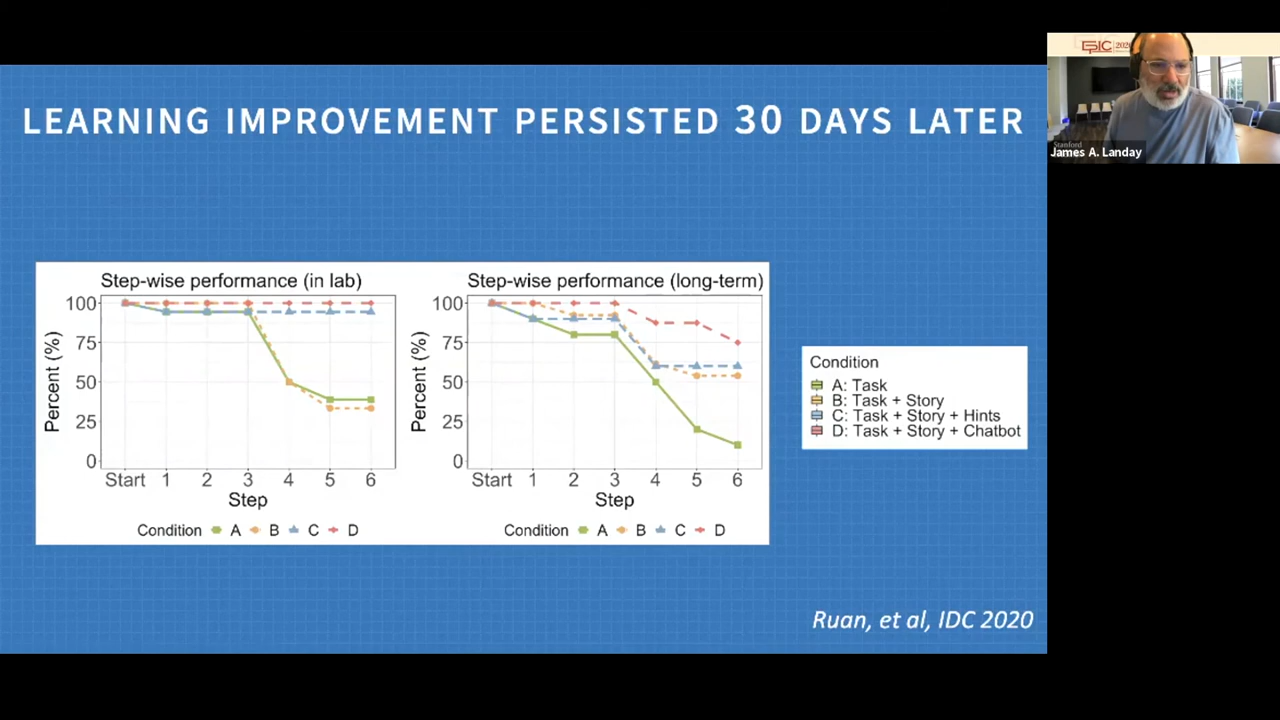 LEARNING IMPROVEMENT PERSISTED 30 DAYS LATER
EPIC 2020
Stanford
James A. Landay
Step-wise performance (in lab)
100
75
50
25
0
Percent (%)
Start 1 2 3 4 5 6
Step
Condition A B C D
Step-wise performance (long-term)
100
75
50
25
0
Percent (%)
Start 1 2 3 4 5 6
Step
Condition A B C D
Condition
A: Task
B: Task + Story
C: Task + Story + Hints
D: Task + Story + Chatbot
Ruan, et al, IDC 2020